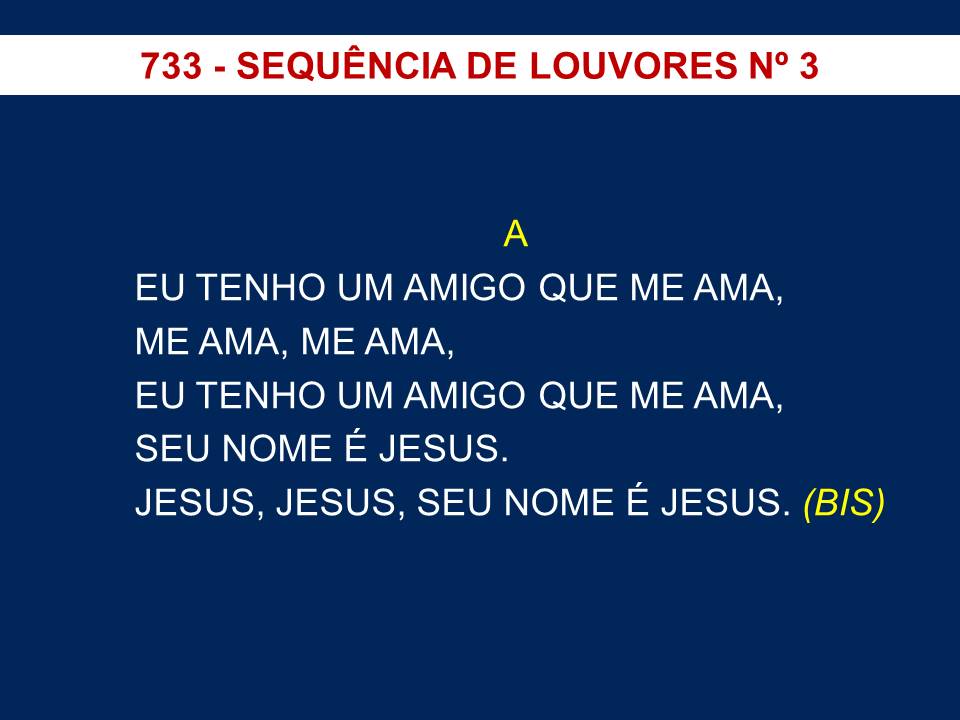 733 - SEQUÊNCIA DE LOUVORES Nº 3
A
EU TENHO UM AMIGO QUE ME AMA,
ME AMA, ME AMA,
EU TENHO UM AMIGO QUE ME AMA,
SEU NOME É JESUS.
JESUS, JESUS, SEU NOME É JESUS. (BIS)